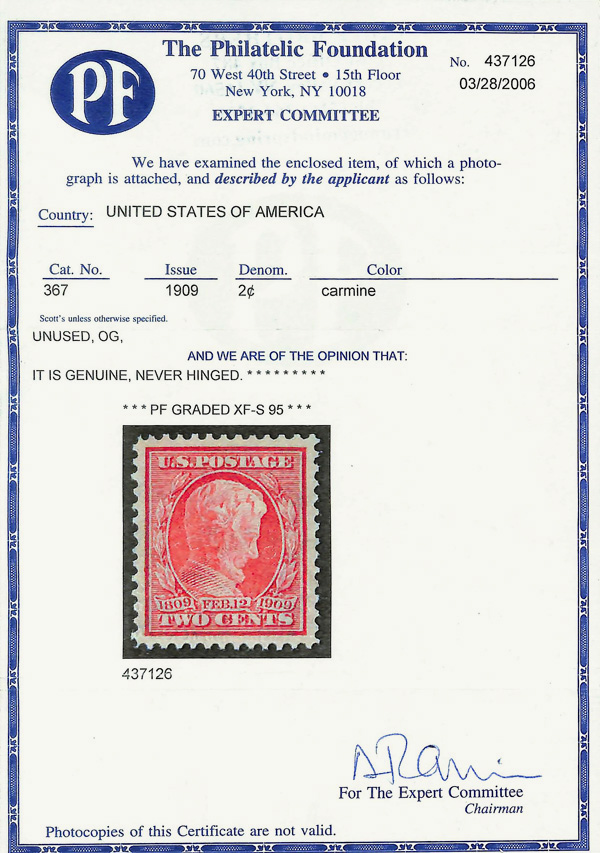 PF
The Philatelic Foundation
70 West 40th Street • 15th Floor
New York, NY 10018
EXPERT COMMITTEE
No. 437126
03/28/2006
We have examined the enclosed item, of which a photo-
graph is attached, and described by the applicant as follows:
Country: UNITED STATES OF AMERICA
Cat. No. Issue Denom. Color
367 1909 2¢ carmine
Scott's unless otherwise specified.
UNUSED, OG,
AND WE ARE OF THE OPINION THAT:
IT IS GENUINE, NEVER HINGED. * * * * * * * * *
* * * PF GRADED XF-S 95 * * *
U.S. POSTAGE
1809 FEB. 12 1909
TWO CENTS
437126
For The Expert Committee
Chairman
Photocopies of this Certificate are not valid.